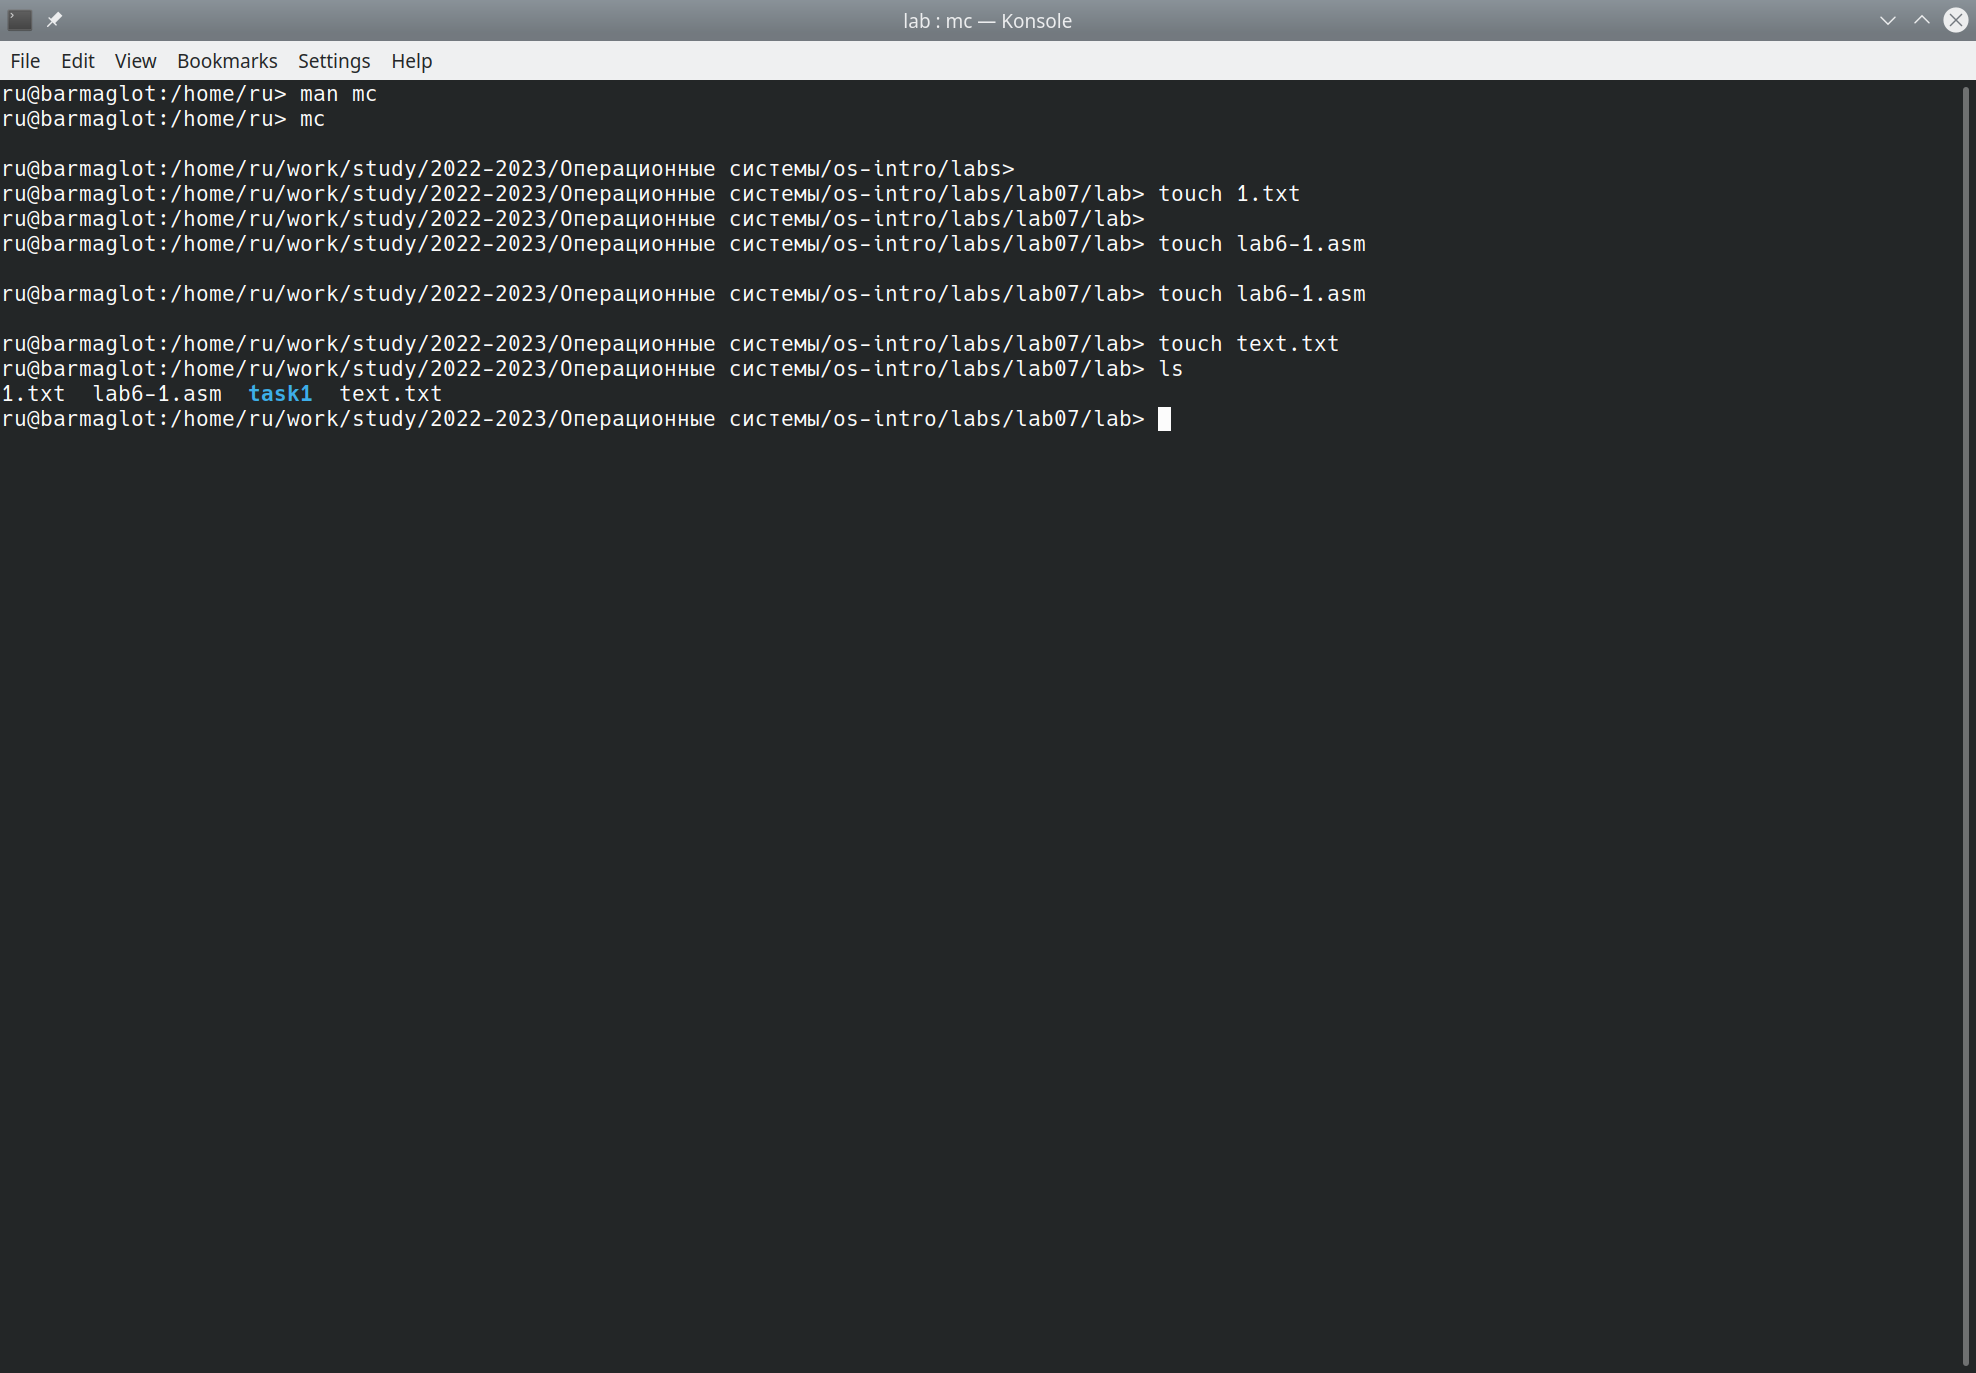 lab : mc — Konsole
File Edit View Bookmarks Settings Help
ru@barmaglot:/home/ru> man mc
ru@barmaglot:/home/ru> mc
ru@barmaglot:/home/ru/work/study/2022-2023/Операционные системы/os-intro/labs>
ru@barmaglot:/home/ru/work/study/2022-2023/Операционные системы/os-intro/labs/lab07/lab> touch 1.txt
ru@barmaglot:/home/ru/work/study/2022-2023/Операционные системы/os-intro/labs/lab07/lab>
ru@barmaglot:/home/ru/work/study/2022-2023/Операционные системы/os-intro/labs/lab07/lab> touch lab6-1.asm
ru@barmaglot:/home/ru/work/study/2022-2023/Операционные системы/os-intro/labs/lab07/lab> touch lab6-1.asm
ru@barmaglot:/home/ru/work/study/2022-2023/Операционные системы/os-intro/labs/lab07/lab> touch text.txt
ru@barmaglot:/home/ru/work/study/2022-2023/Операционные системы/os-intro/labs/lab07/lab> ls
1.txt  lab6-1.asm  task1  text.txt
ru@barmaglot:/home/ru/work/study/2022-2023/Операционные системы/os-intro/labs/lab07/lab>